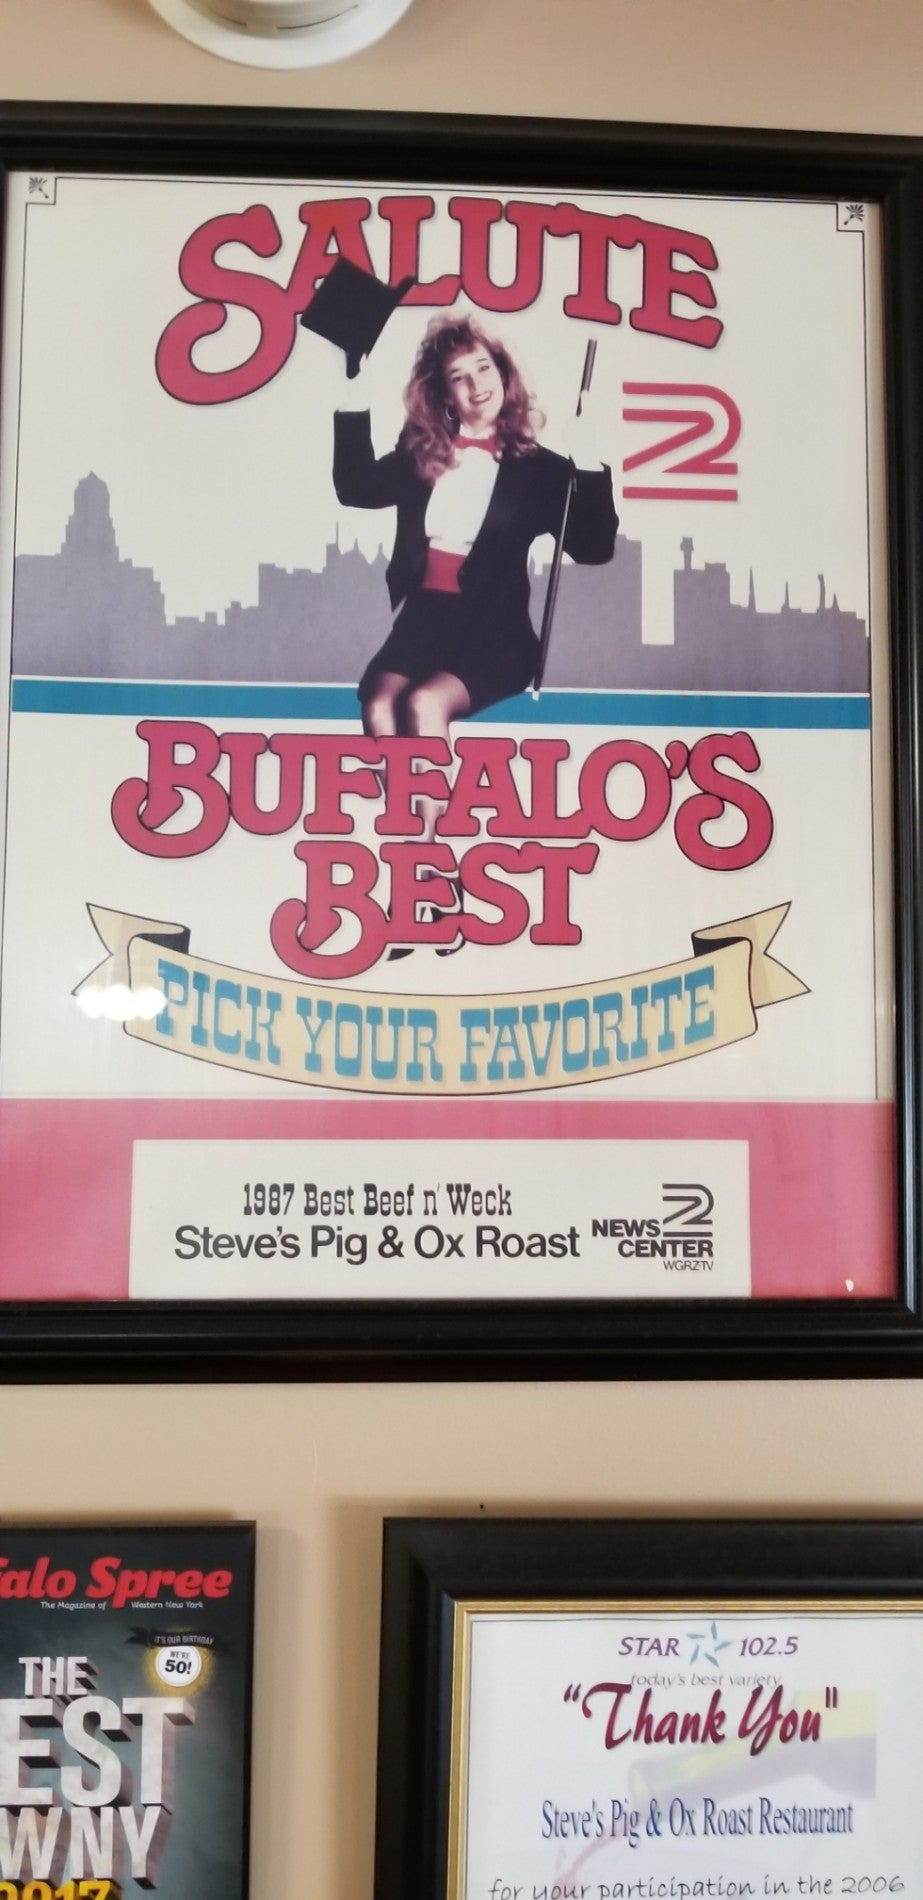 SALUTE
2
BUFFALO'S
BEST
PICK YOUR FAVORITE
1987 Best Beef n' Weck
Steve's Pig & Ox Roast
2
NEWS
CENTER
WGRZ-TV
alo Spree
The Magazine of Western New York
IT'S OUR BIRTHDAY
WE'RE
50!
THE
EST
WNY
2017
STAR 102.5
today's best variety
"Thank You"
Steve's Pig & Ox Roast Restaurant
for your participation in the 2006